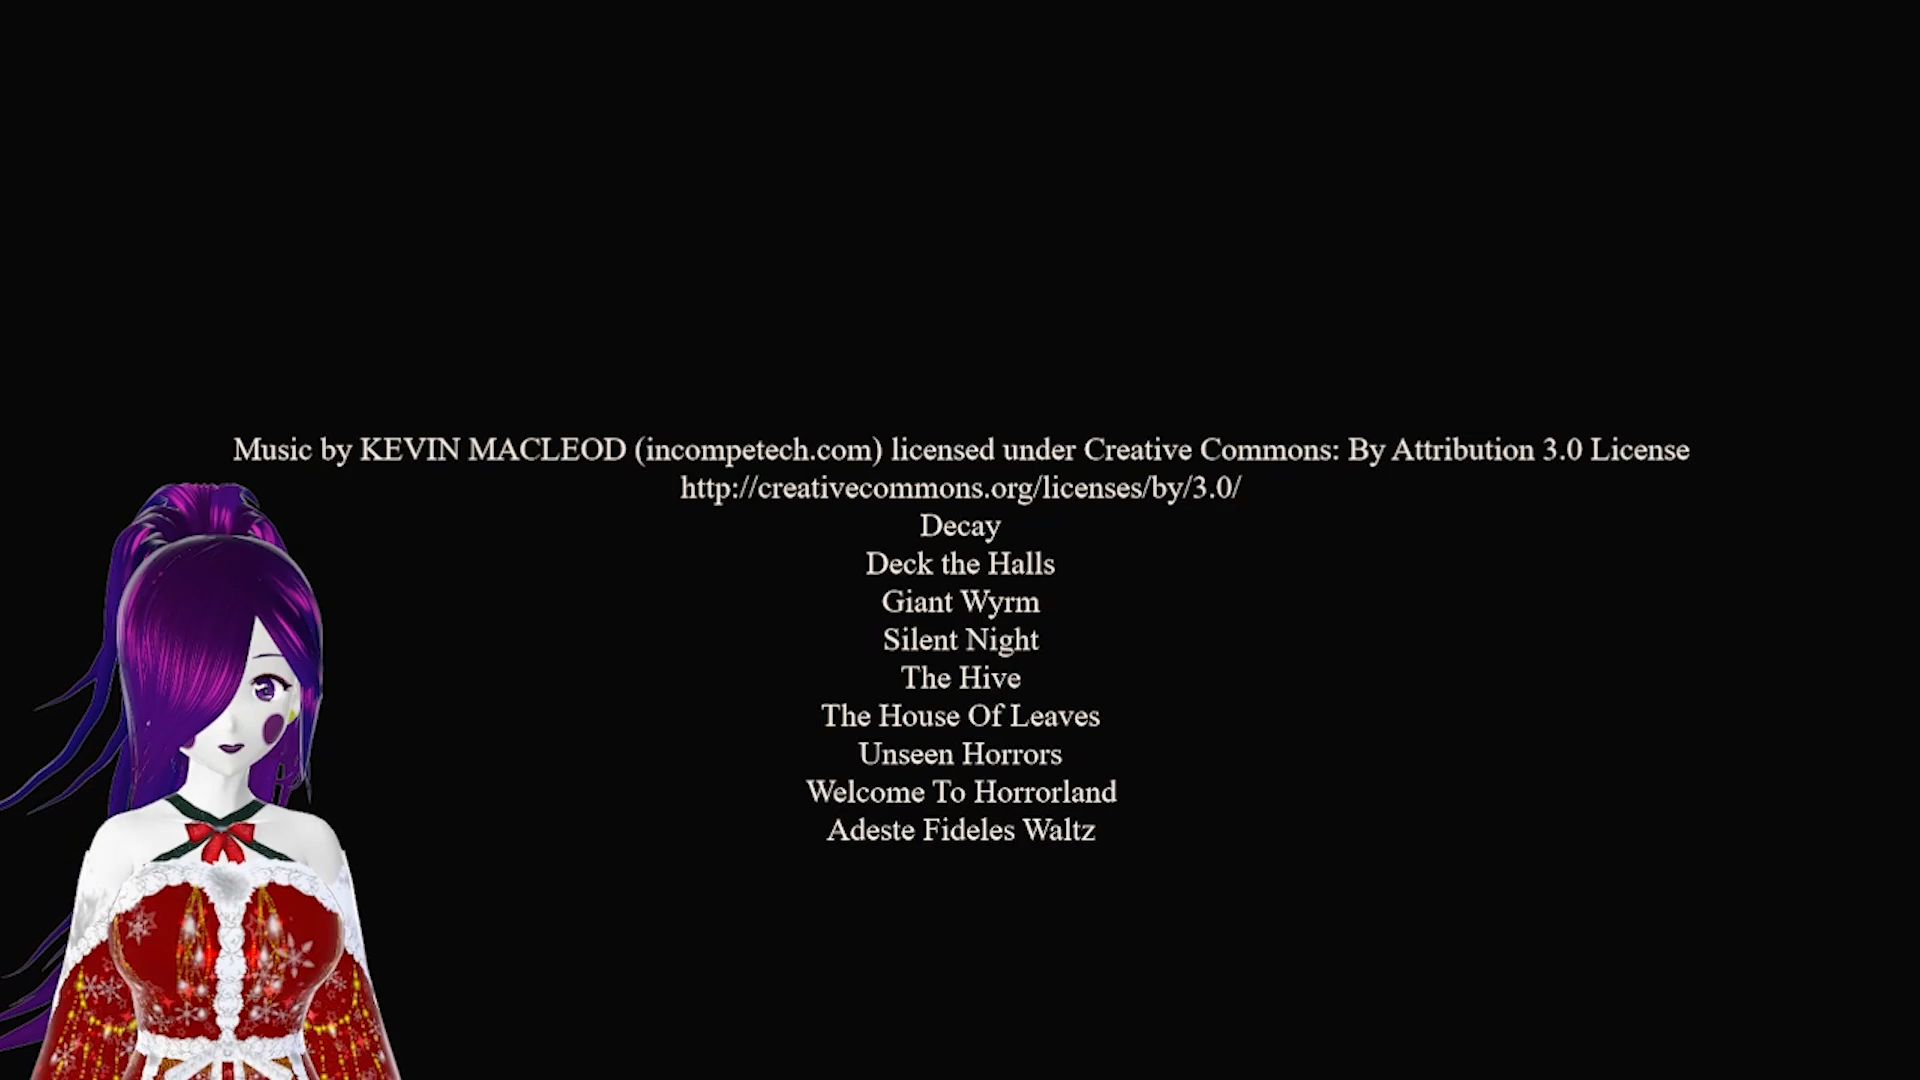 Music by KEVIN MACLEOD (incompetech.com) licensed under Creative Commons: By Attribution 3.0 License
http://creativecommons.org/licenses/by/3.0/
Decay
Deck the Halls
Giant Wyrm
Silent Night
The Hive
The House Of Leaves
Unseen Horrors
Welcome To Horrorland
Adeste Fideles Waltz